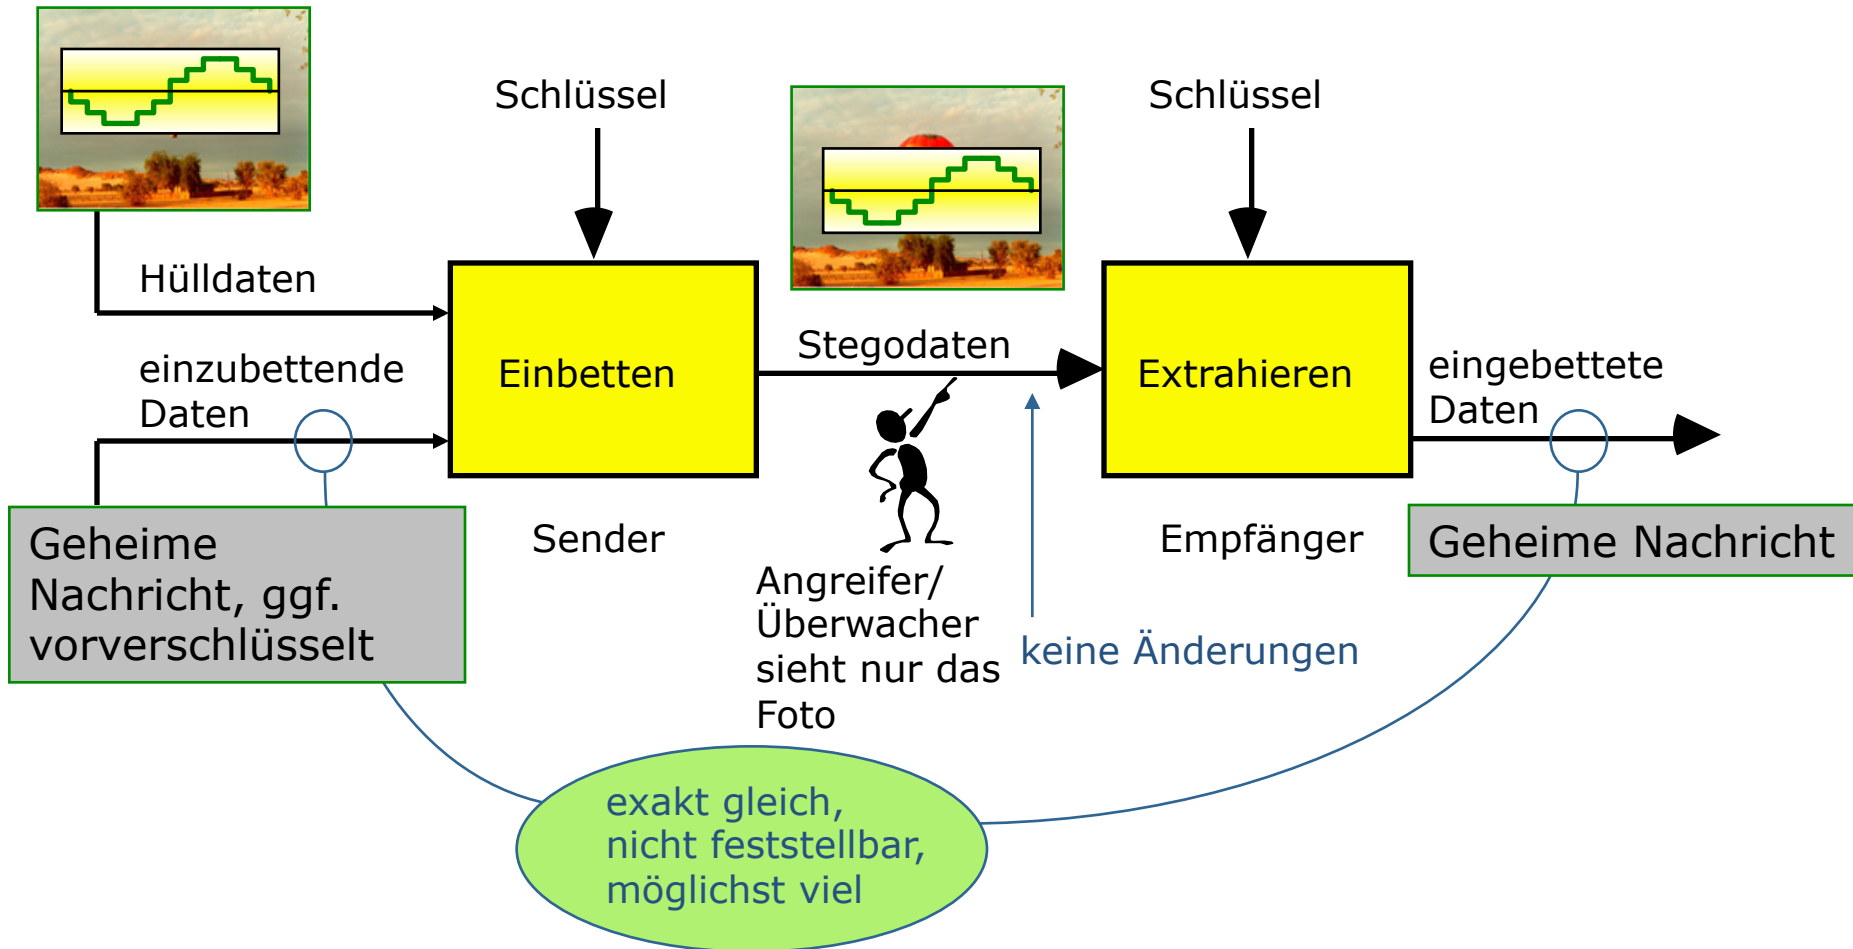 Schlüssel
Schlüssel
Hülldaten
einzubettende
Daten
Einbetten
Stegodaten
Extrahieren
eingebettete
Daten
Geheime
Nachricht, ggf.
vorverschlüsselt
Sender
Angreifer/
Überwacher
sieht nur das
Foto
keine Änderungen
Empfänger
Geheime Nachricht
exakt gleich,
nicht feststellbar,
möglichst viel